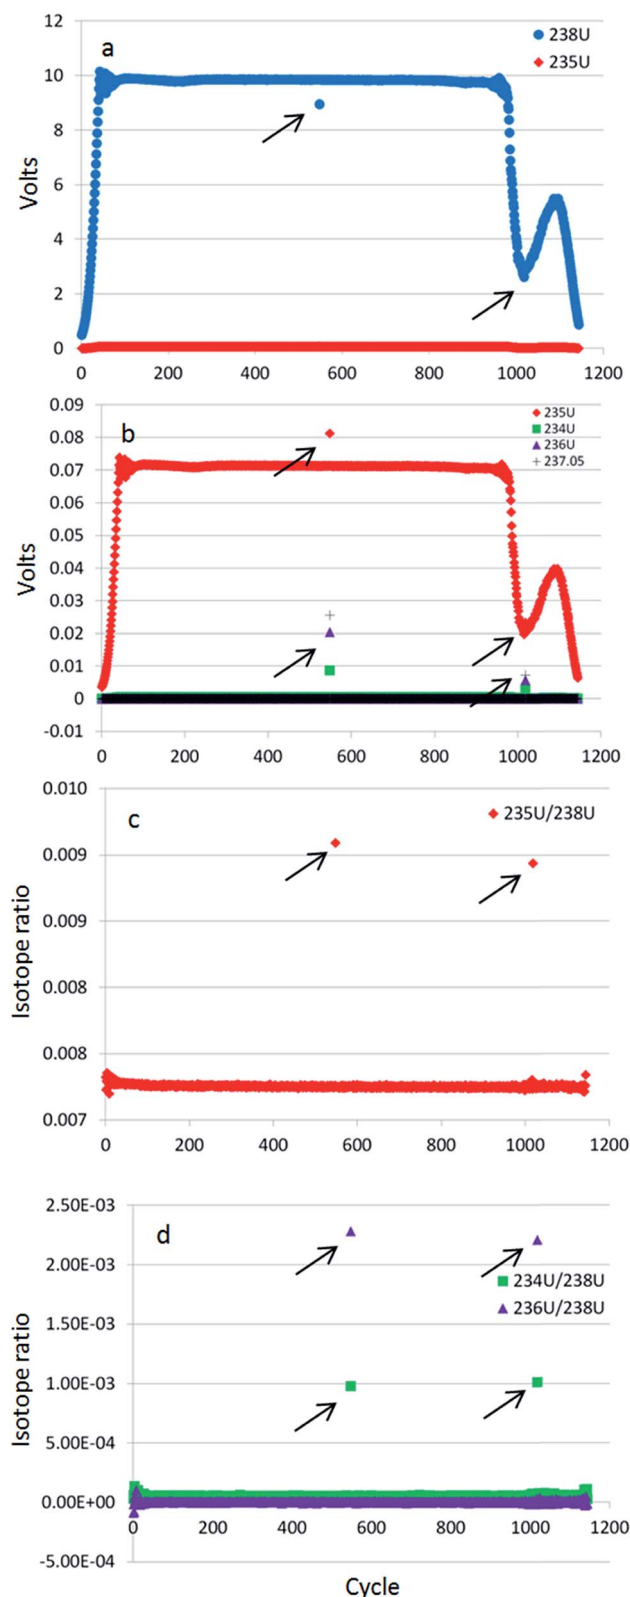 a
238U
235U
12
10
8
6
4
2
0
Volts
0 200 400 600 800 1000 1200
b
235U
234U
236U
237.05
0.09
0.08
0.07
0.06
0.05
0.04
0.03
0.02
0.01
0
-0.01
Volts
0 200 400 600 800 1000 1200
c
235U/238U
0.010
0.009
0.009
0.008
0.008
0.007
Isotope ratio
0 200 400 600 800 1000 1200
d
234U/238U
236U/238U
2.50E-03
2.00E-03
1.50E-03
1.00E-03
5.00E-04
0.00E+00
-5.00E-04
Isotope ratio
0 200 400 600 800 1000 1200
Cycle